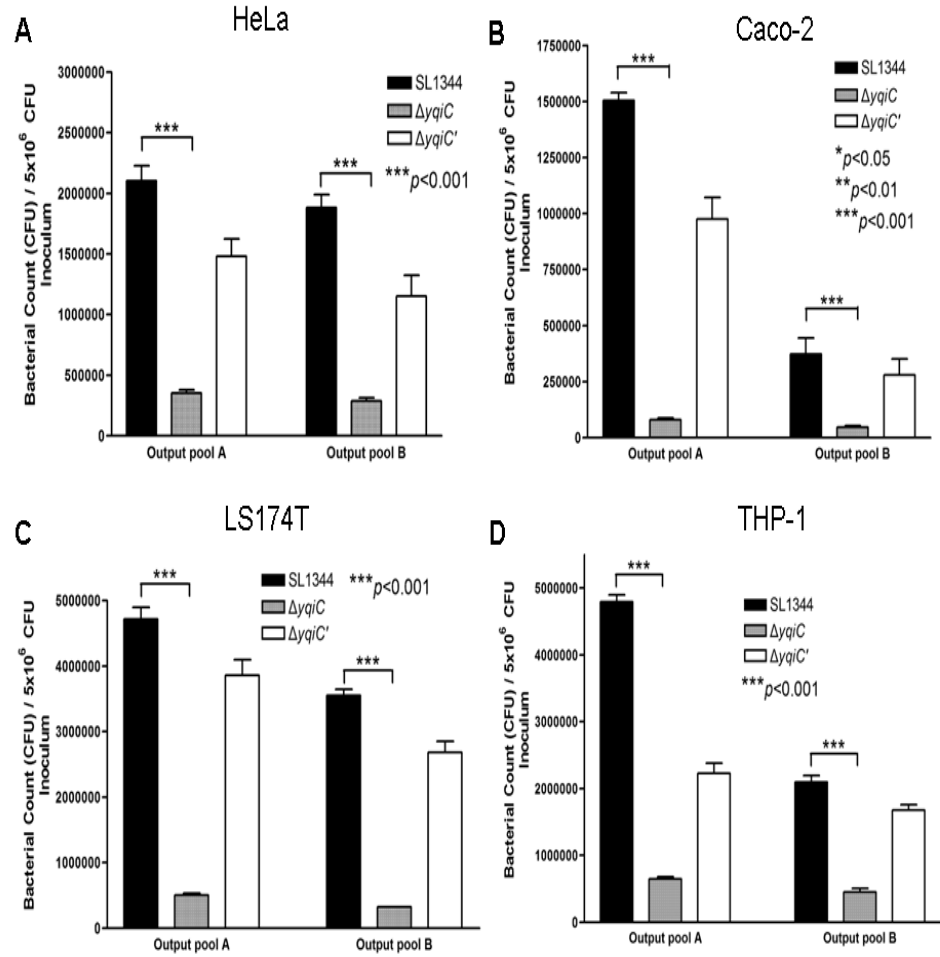 A
HeLa
Bacterial Count (CFU) / 5x10⁶ CFU
Inoculum
3000000
2500000
2000000
1500000
1000000
500000
0
***
***
SL1344
ΔyqiC
ΔyqiC'
***p<0.001
Output pool A
Output pool B
B
Caco-2
Bacterial Count (CFU) / 5x10⁶ CFU
Inoculum
1750000
1500000
1250000
1000000
750000
500000
250000
0
***
***
SL1344
ΔyqiC
ΔyqiC'
*p<0.05
**p<0.01
***p<0.001
Output pool A
Output pool B
C
LS174T
Bacterial Count (CFU) / 5x10⁶ CFU
Inoculum
5000000
4000000
3000000
2000000
1000000
0
***
***
SL1344
ΔyqiC
ΔyqiC'
***p<0.001
Output pool A
Output pool B
D
THP-1
Bacterial Count (CFU) / 5x10⁶ CFU
Inoculum
5000000
4000000
3000000
2000000
1000000
0
***
***
SL1344
ΔyqiC
ΔyqiC'
***p<0.001
Output pool A
Output pool B